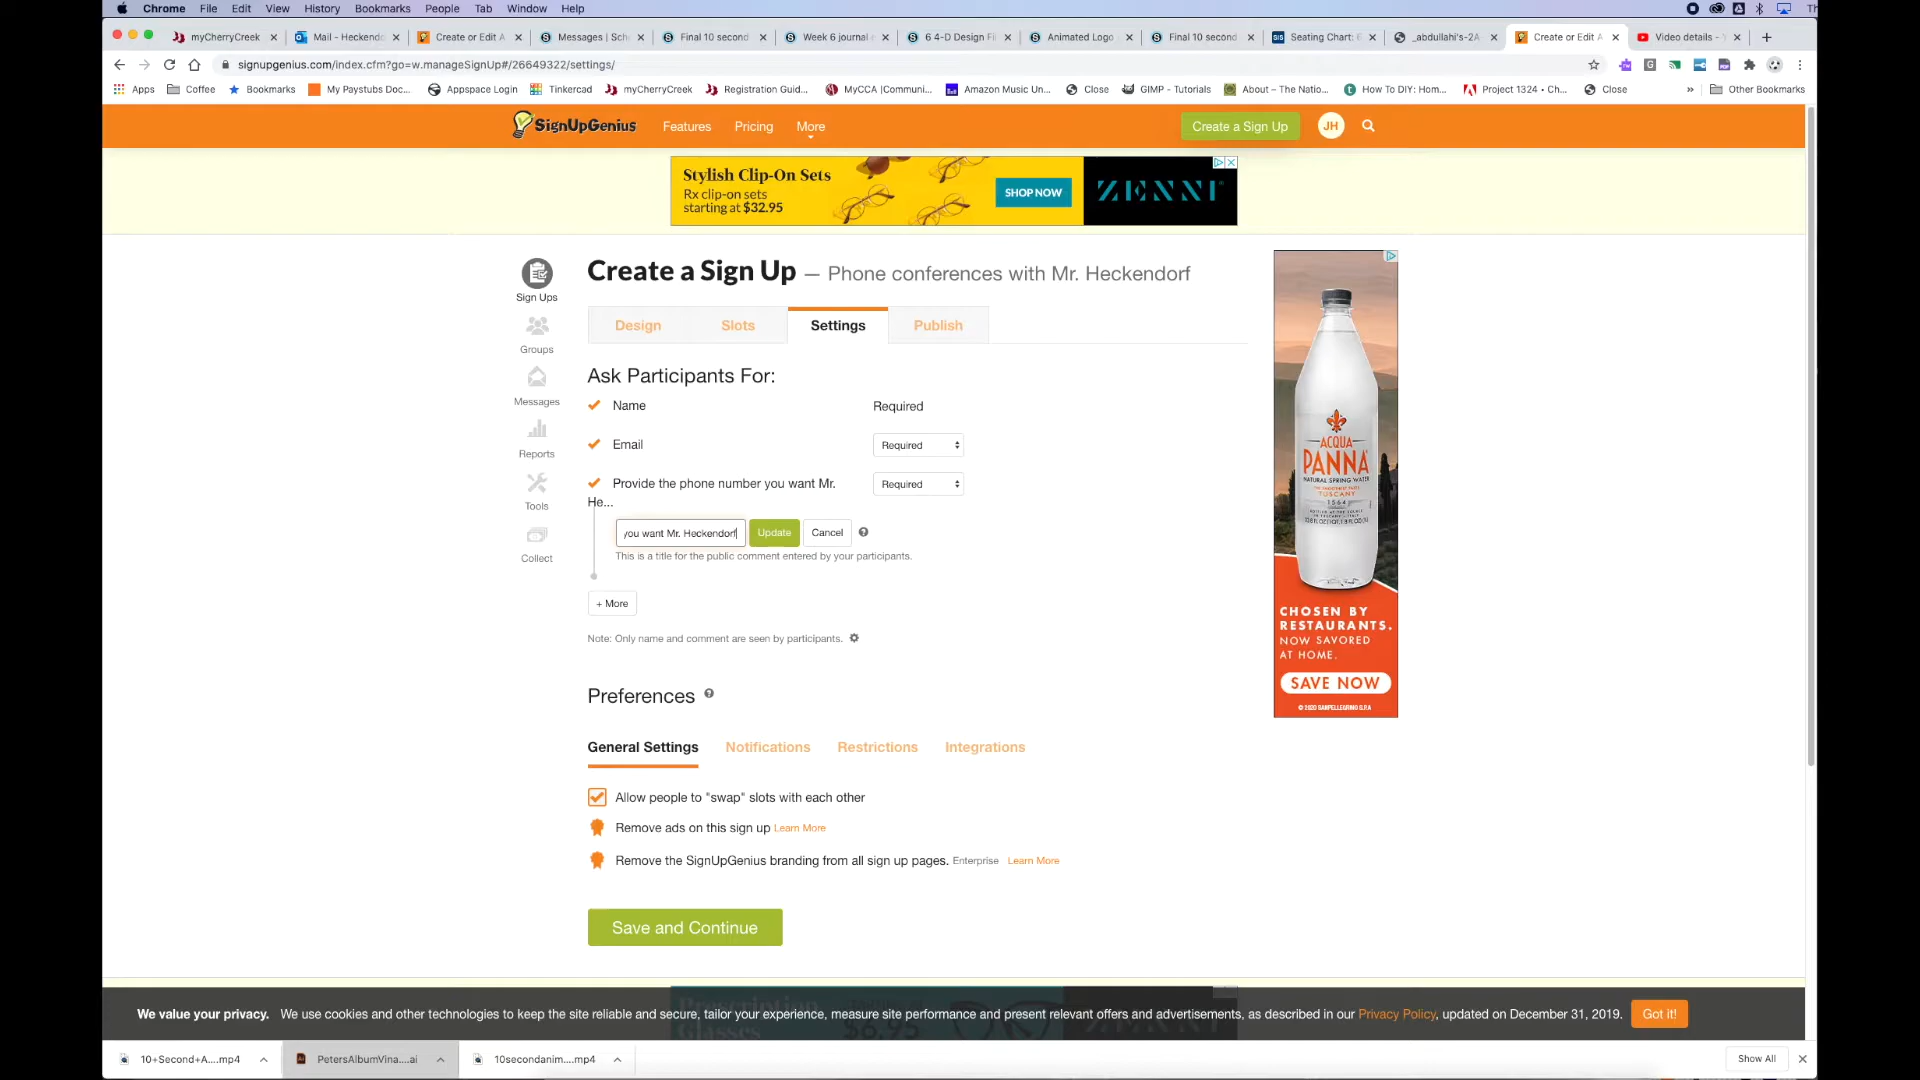 Chrome File Edit View History Bookmarks People Tab Window Help
myCherryCreek Mail - Heckend Create or Edit A Messages | Sch Final 10 second Week 6 journal 6 4-D Design Fi Animated Logo Final 10 second Seating Chart: _abdullahi's-2A Create or Edit A Video details -
signupgenius.com/index.cfm?go=w.manageSignUp#/26649322/settings/
Apps Coffee Bookmarks My Paystubs Doc... Appspace Login Tinkercad myCherryCreek Registration Guid... MyCCA |Communi... Amazon Music Un... Close GIMP - Tutorials About – The Natio... How To DIY: Hom... Project 1324 • Ch... Close » Other Bookmarks
SignUpGenius Features Pricing More Create a Sign Up JH
Stylish Clip-On Sets
Rx clip-on sets
starting at $32.95
SHOP NOW
ZENNI
Create a Sign Up — Phone conferences with Mr. Heckendorf
Sign Ups
Groups
Messages
Reports
Tools
Collect
Design Slots Settings Publish
Ask Participants For:
Name Required
Email Required
Provide the phone number you want Mr. Required
He...
you want Mr. Heckendorf Update Cancel
This is a title for the public comment entered by your participants.
+ More
Note: Only name and comment are seen by participants.
Preferences
General Settings Notifications Restrictions Integrations
Allow people to "swap" slots with each other
Remove ads on this sign up Learn More
Remove the SignUpGenius branding from all sign up pages. Enterprise Learn More
Save and Continue
ACQUA
PANNA
NATURAL SPRING WATER
TUSCANY
1564
CHOSEN BY
RESTAURANTS.
NOW SAVORED
AT HOME.
SAVE NOW
© 2020 SANPELLEGRINO S.P.A
Prescription
Glasses
$6.95
We value your privacy. We use cookies and other technologies to keep the site reliable and secure, tailor your experience, measure site performance and present relevant offers and advertisements, as described in our Privacy Policy, updated on December 31, 2019. Got it!
10+Second+A....mp4 PetersAlbumVina....ai 10secondanim....mp4 Show All